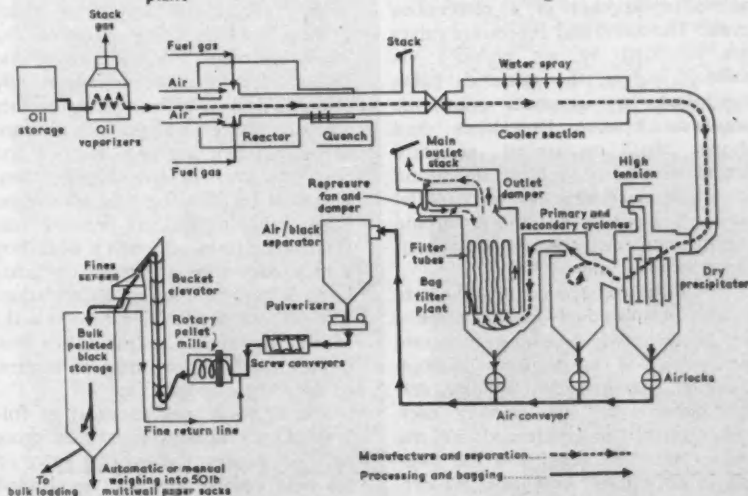 Stack
gas
Fuel gas
Air
Air
Fuel gas
Oil
storage
Oil
vaporizers
Reactor
Quench
Stack
Water spray
Cooler section
Main
outlet
stack
Outlet
damper
High
tension
Represure
fan and
damper
Primary and
secondary cyclones
Air/black
separator
Filter
tubes
Bag
filter
plant
Dry
precipitator
Pulverizers
Fines
screen
Bucket
elevator
Rotary
pellet
mills
Bulk
pelleted
black
storage
Screw conveyors
Airlocks
Air conveyor
Fine return line
To
bulk loading
Automatic or manual
weighing into 50lb
multiwall paper sacks
Manufacture and separation....
Processing and bagging..........